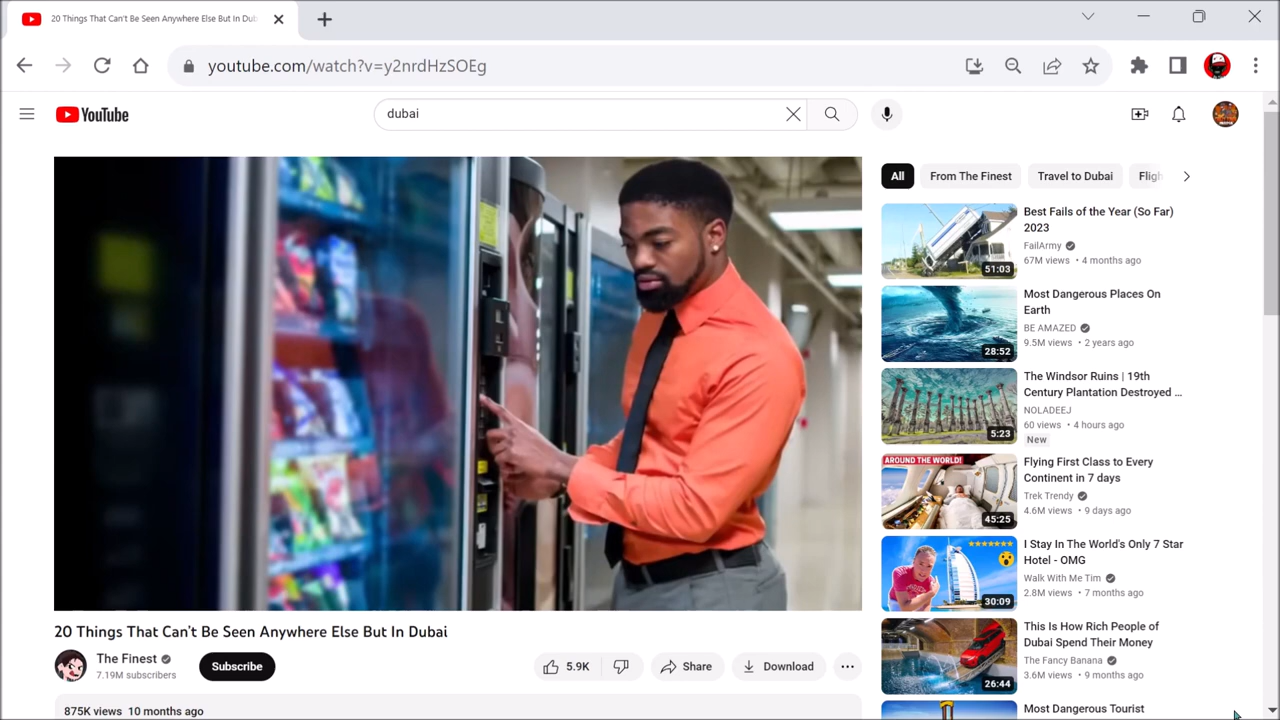 20 Things That Can't Be Seen Anywhere Else But In Dub
youtube.com/watch?v=y2nrdHzSOEg
YouTube
dubai
All
From The Finest
Travel to Dubai
Fligh
Best Fails of the Year (So Far)
2023
FailArmy
67M views • 4 months ago
51:03
Most Dangerous Places On
Earth
BE AMAZED
9.5M views • 2 years ago
28:52
The Windsor Ruins | 19th
Century Plantation Destroyed ...
NOLADEEJ
60 views • 4 hours ago
5:23
New
AROUND THE WORLD!
Flying First Class to Every
Continent in 7 days
Trek Trendy
4.6M views • 9 days ago
45:25
I Stay In The World's Only 7 Star
Hotel - OMG
Walk With Me Tim
2.8M views • 7 months ago
30:09
This Is How Rich People of
Dubai Spend Their Money
The Fancy Banana
3.6M views • 9 months ago
26:44
Most Dangerous Tourist
20 Things That Can't Be Seen Anywhere Else But In Dubai
The Finest
7.19M subscribers
Subscribe
5.9K
Share
Download
875K views 10 months ago